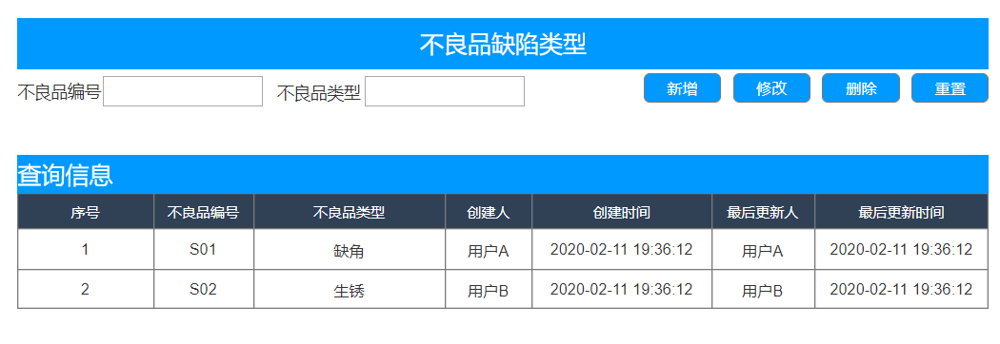 不良品缺陷类型
不良品编号 不良品类型 新增 修改 删除 重置
查询信息
序号 不良品编号 不良品类型 创建人 创建时间 最后更新人 最后更新时间
1 S01 缺角 用户A 2020-02-11 19:36:12 用户A 2020-02-11 19:36:12
2 S02 生锈 用户B 2020-02-11 19:36:12 用户B 2020-02-11 19:36:12